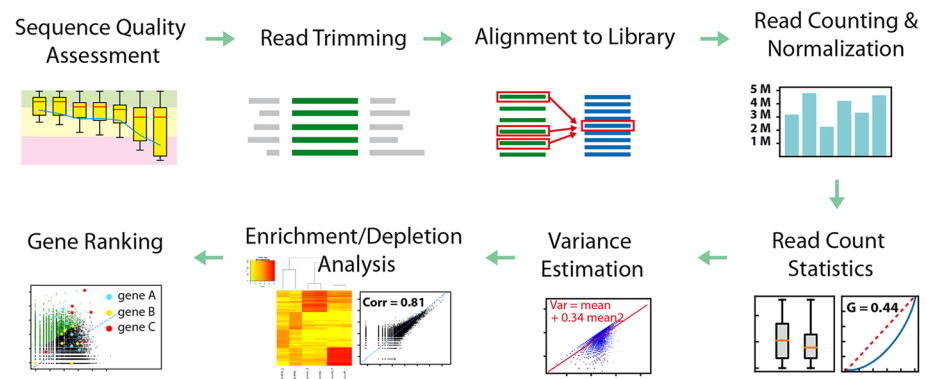 Sequence Quality
Assessment
Read Trimming
Alignment to Library
Read Counting &
Normalization
5 M
4 M
3 M
2 M
1 M
Gene Ranking
gene A
gene B
gene C
Enrichment/Depletion
Analysis
Corr = 0.81
Variance
Estimation
Var = mean
+ 0.34 mean2
Read Count
Statistics
G = 0.44